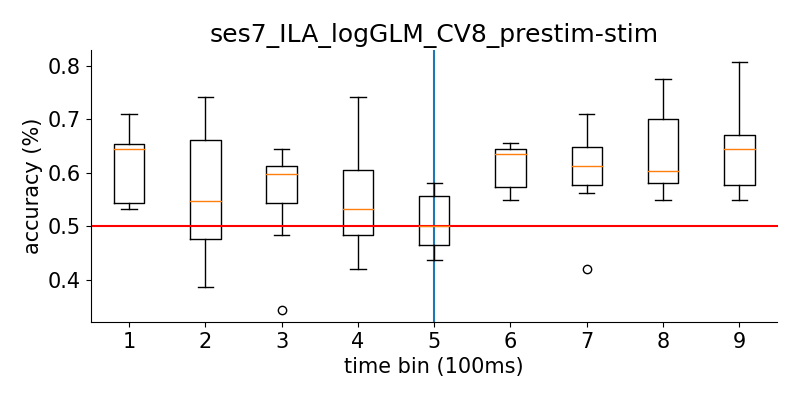 ses7_ILA_logGLM_CV8_prestim-stim
accuracy (%)
0.8
0.7
0.6
0.5
0.4
1 2 3 4 5 6 7 8 9
time bin (100ms)